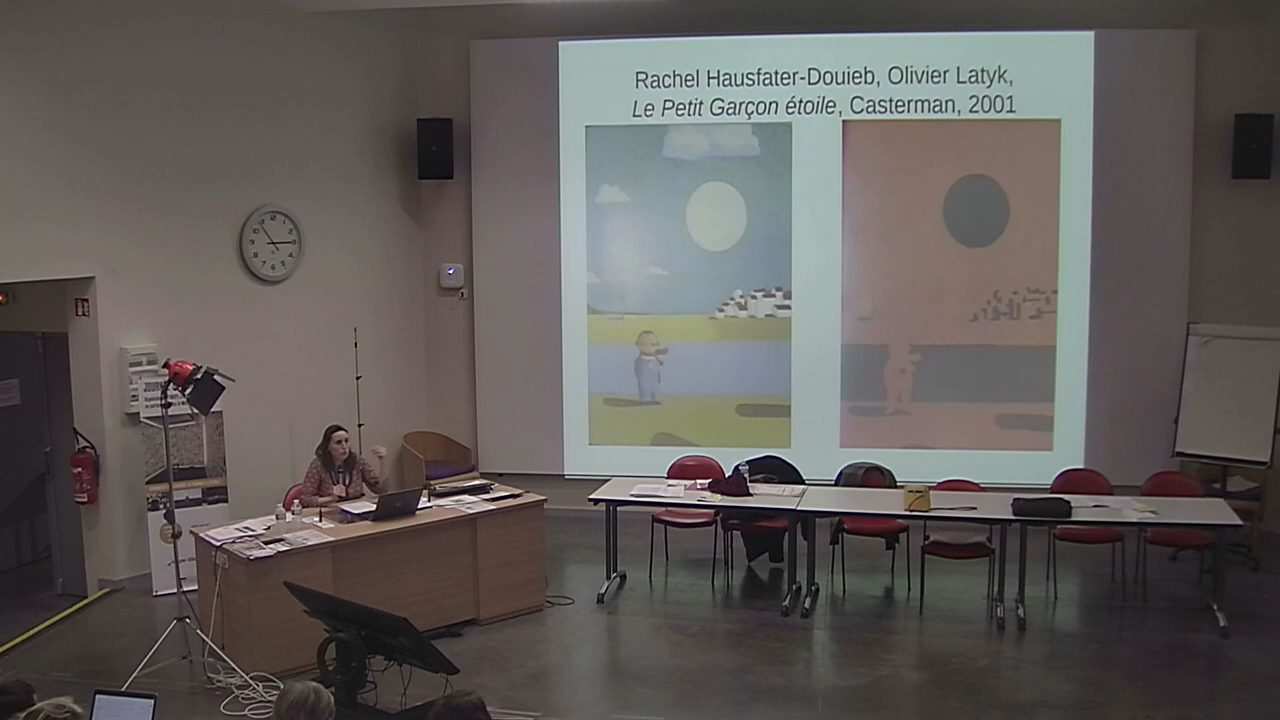 Rachel Hausfater-Douieb, Olivier Latyk,
Le Petit Garçon étoile, Casterman, 2001